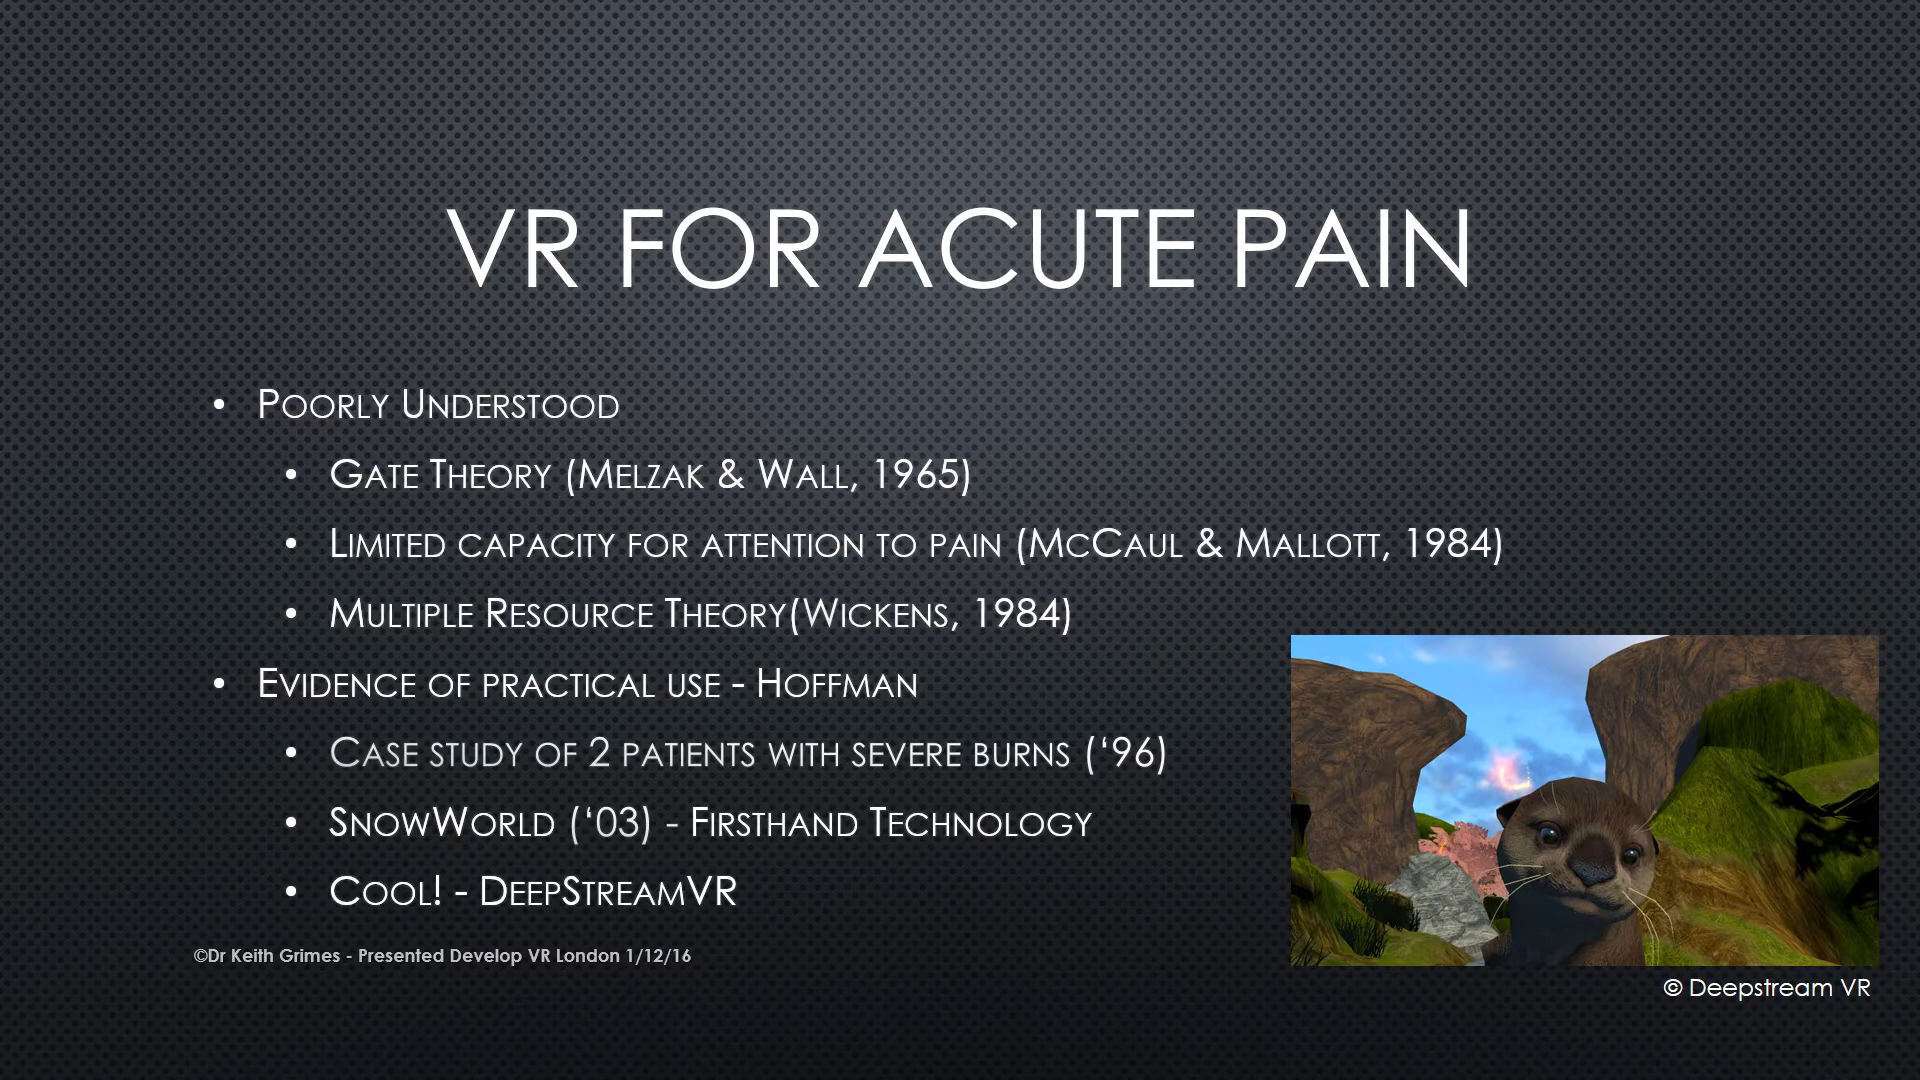 VR FOR ACUTE PAIN
• POORLY UNDERSTOOD
• GATE THEORY (MELZAK & WALL, 1965)
• LIMITED CAPACITY FOR ATTENTION TO PAIN (MCCAUL & MALLOTT, 1984)
• MULTIPLE RESOURCE THEORY(WICKENS, 1984)
• EVIDENCE OF PRACTICAL USE - HOFFMAN
• CASE STUDY OF 2 PATIENTS WITH SEVERE BURNS (‘96)
• SNOWWORLD (‘03) - FIRSTHAND TECHNOLOGY
• COOL! - DEEPSTREAMVR
©Dr Keith Grimes - Presented Develop VR London 1/12/16
© Deepstream VR